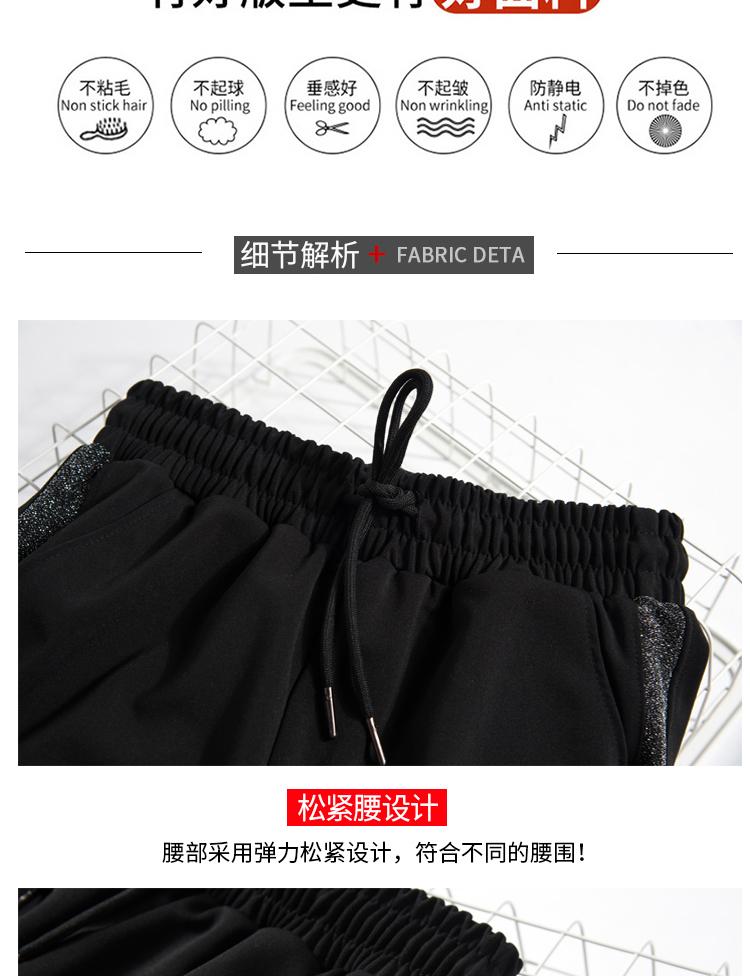 不粘毛
Non stick hair
不起球
No pilling
垂感好
Feeling good
不起皱
Non wrinkling
防静电
Anti static
不掉色
Do not fade
细节解析 + FABRIC DETA
松紧腰设计
腰部采用弹力松紧设计，符合不同的腰围！